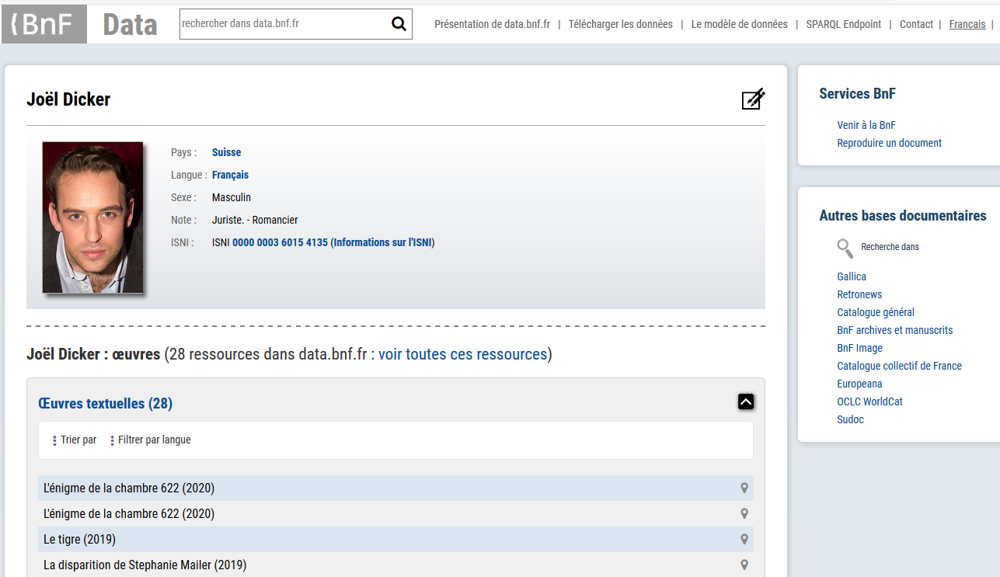 BnF Data rechercher dans data.bnf.fr Présentation de data.bnf.fr | Télécharger les données | Le modèle de données | SPARQL Endpoint | Contact | Français |
Joël Dicker
Pays : Suisse
Langue : Français
Sexe : Masculin
Note : Juriste. - Romancier
ISNI : ISNI 0000 0003 6015 4135 (Informations sur l'ISNI)
Joël Dicker : œuvres (28 ressources dans data.bnf.fr : voir toutes ces ressources)
Œuvres textuelles (28)
Trier par Filtrer par langue
L'énigme de la chambre 622 (2020)
L'énigme de la chambre 622 (2020)
Le tigre (2019)
La disparition de Stephanie Mailer (2019)
Services BnF
Venir à la BnF
Reproduire un document
Autres bases documentaires
Recherche dans
Gallica
Retronews
Catalogue général
BnF archives et manuscrits
BnF Image
Catalogue collectif de France
Europeana
OCLC WorldCat
Sudoc